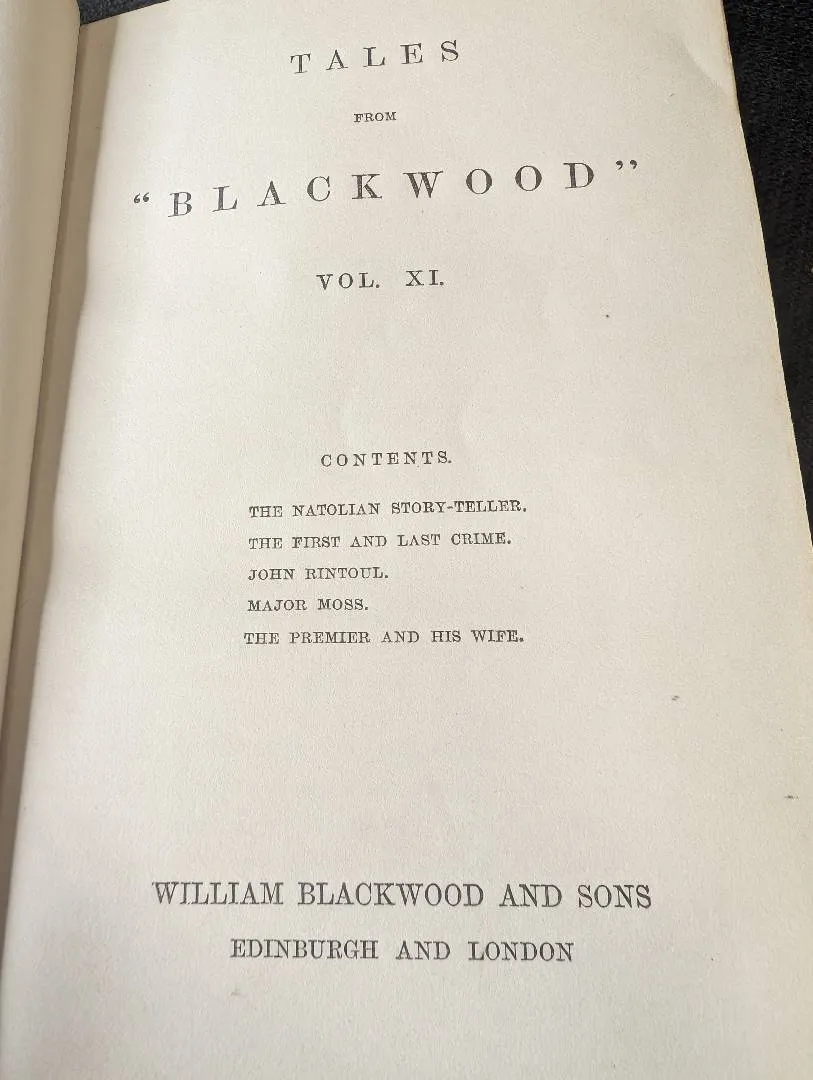 TALES
FROM
“BLACKWOOD”
VOL. XI.
CONTENTS.
THE NATOLIAN STORY-TELLER.
THE FIRST AND LAST CRIME.
JOHN RINTOUL.
MAJOR MOSS.
THE PREMIER AND HIS WIFE.
WILLIAM BLACKWOOD AND SONS
EDINBURGH AND LONDON